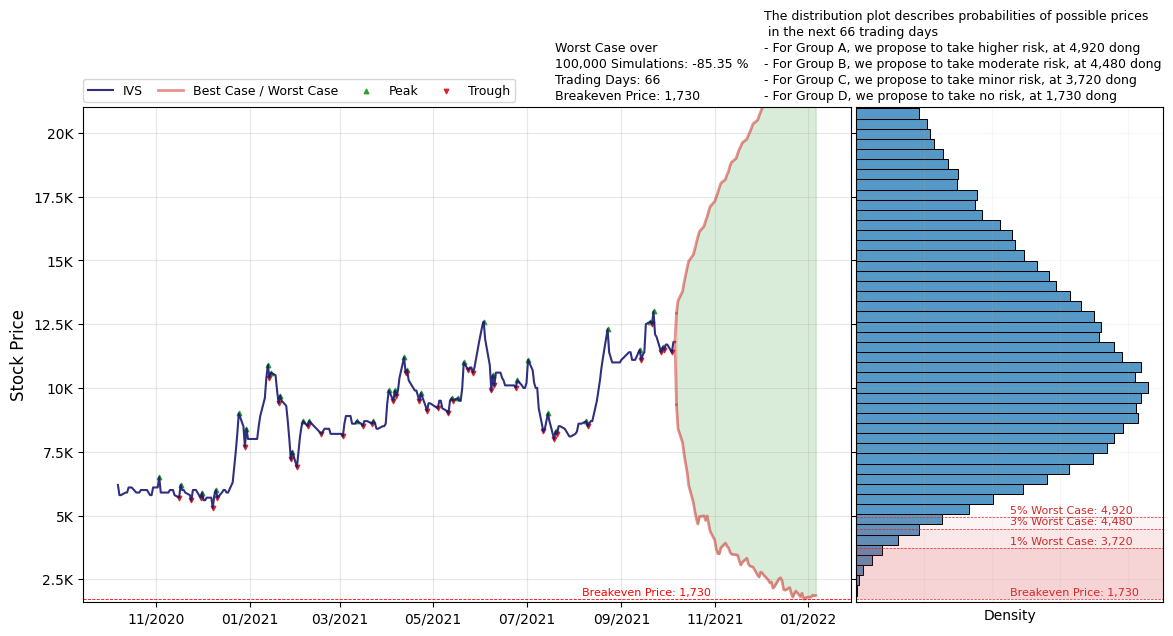 The distribution plot describes probabilities of possible prices
in the next 66 trading days
- For Group A, we propose to take higher risk, at 4,920 dong
- For Group B, we propose to take moderate risk, at 4,480 dong
- For Group C, we propose to take minor risk, at 3,720 dong
- For Group D, we propose to take no risk, at 1,730 dong
Worst Case over
100,000 Simulations: -85.35 %
Trading Days: 66
Breakeven Price: 1,730
IVS Best Case / Worst Case Peak Trough
Stock Price
20K
17.5K
15K
12.5K
10K
7.5K
5K
2.5K
Breakeven Price: 1,730
11/2020 01/2021 03/2021 05/2021 07/2021 09/2021 11/2021 01/2022
5% Worst Case: 4,920
3% Worst Case: 4,480
1% Worst Case: 3,720
Breakeven Price: 1,730
Density